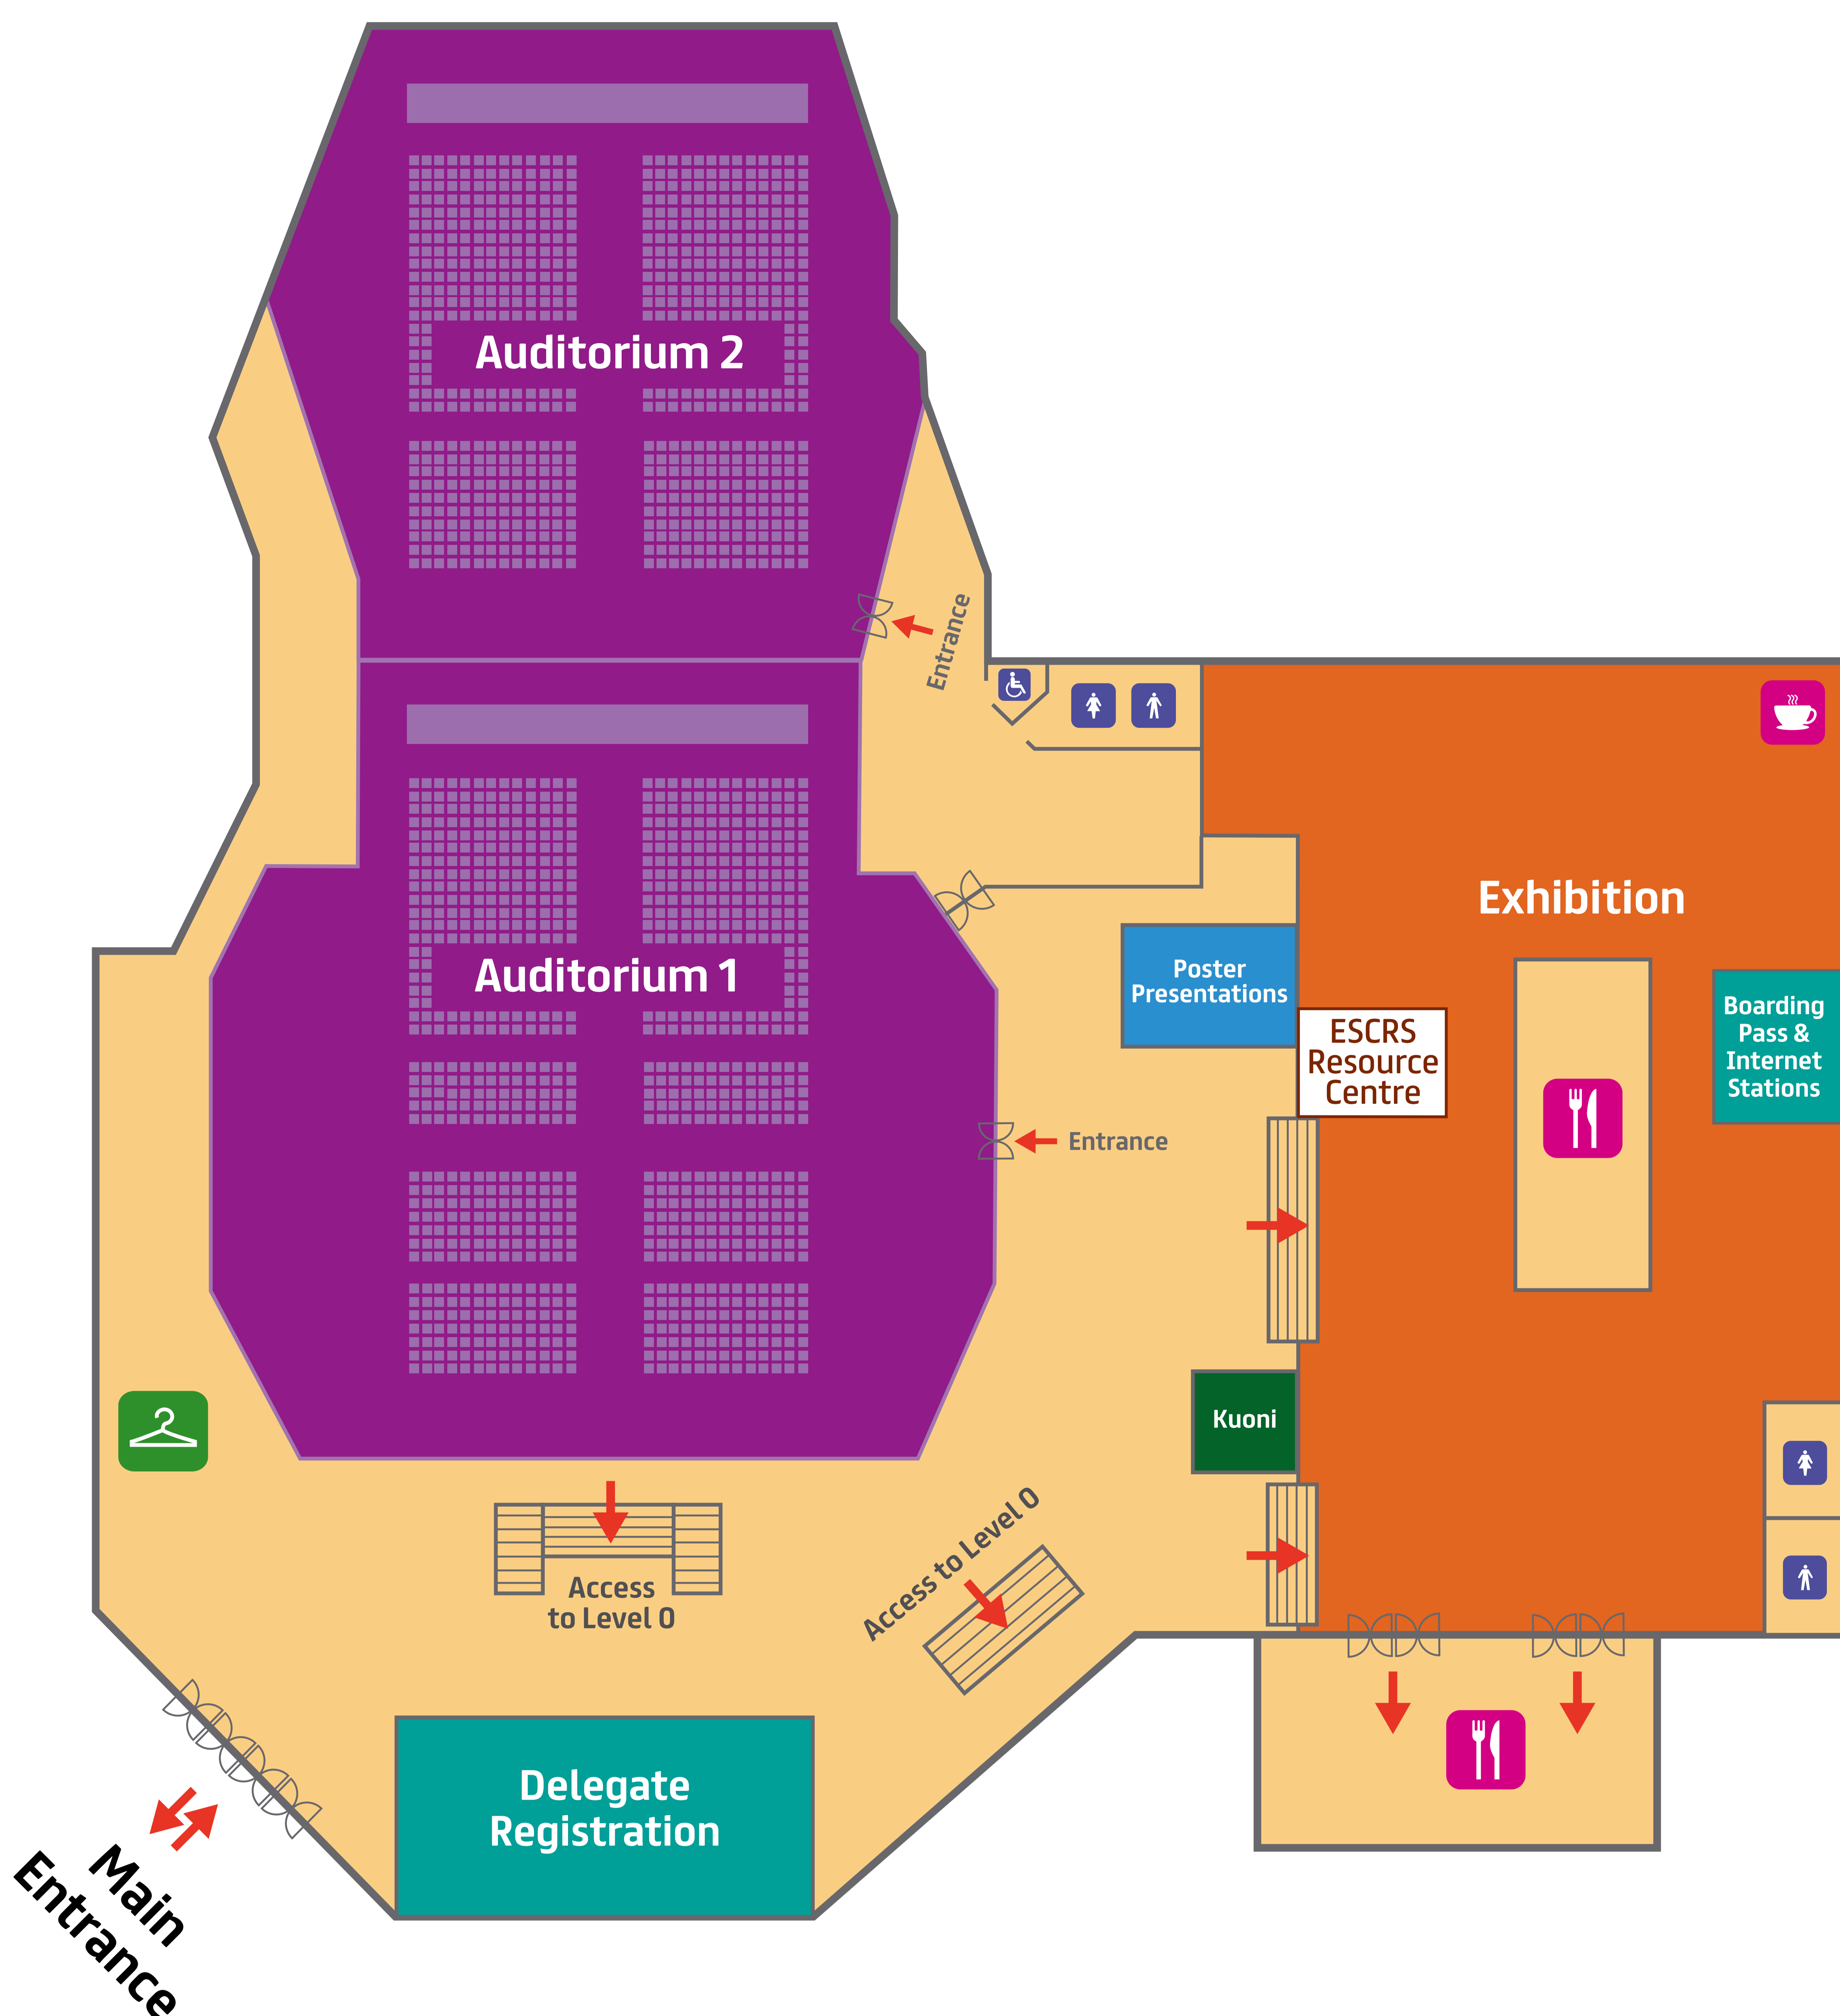 Auditorium 2
Entrance
Auditorium 1
Exhibition
Poster
Presentations
ESCRS
Resource
Centre
Boarding
Pass &
Internet
Stations
Entrance
Kuoni
Access
to Level 0
Access to Level 0
Delegate
Registration
Main
Entrance